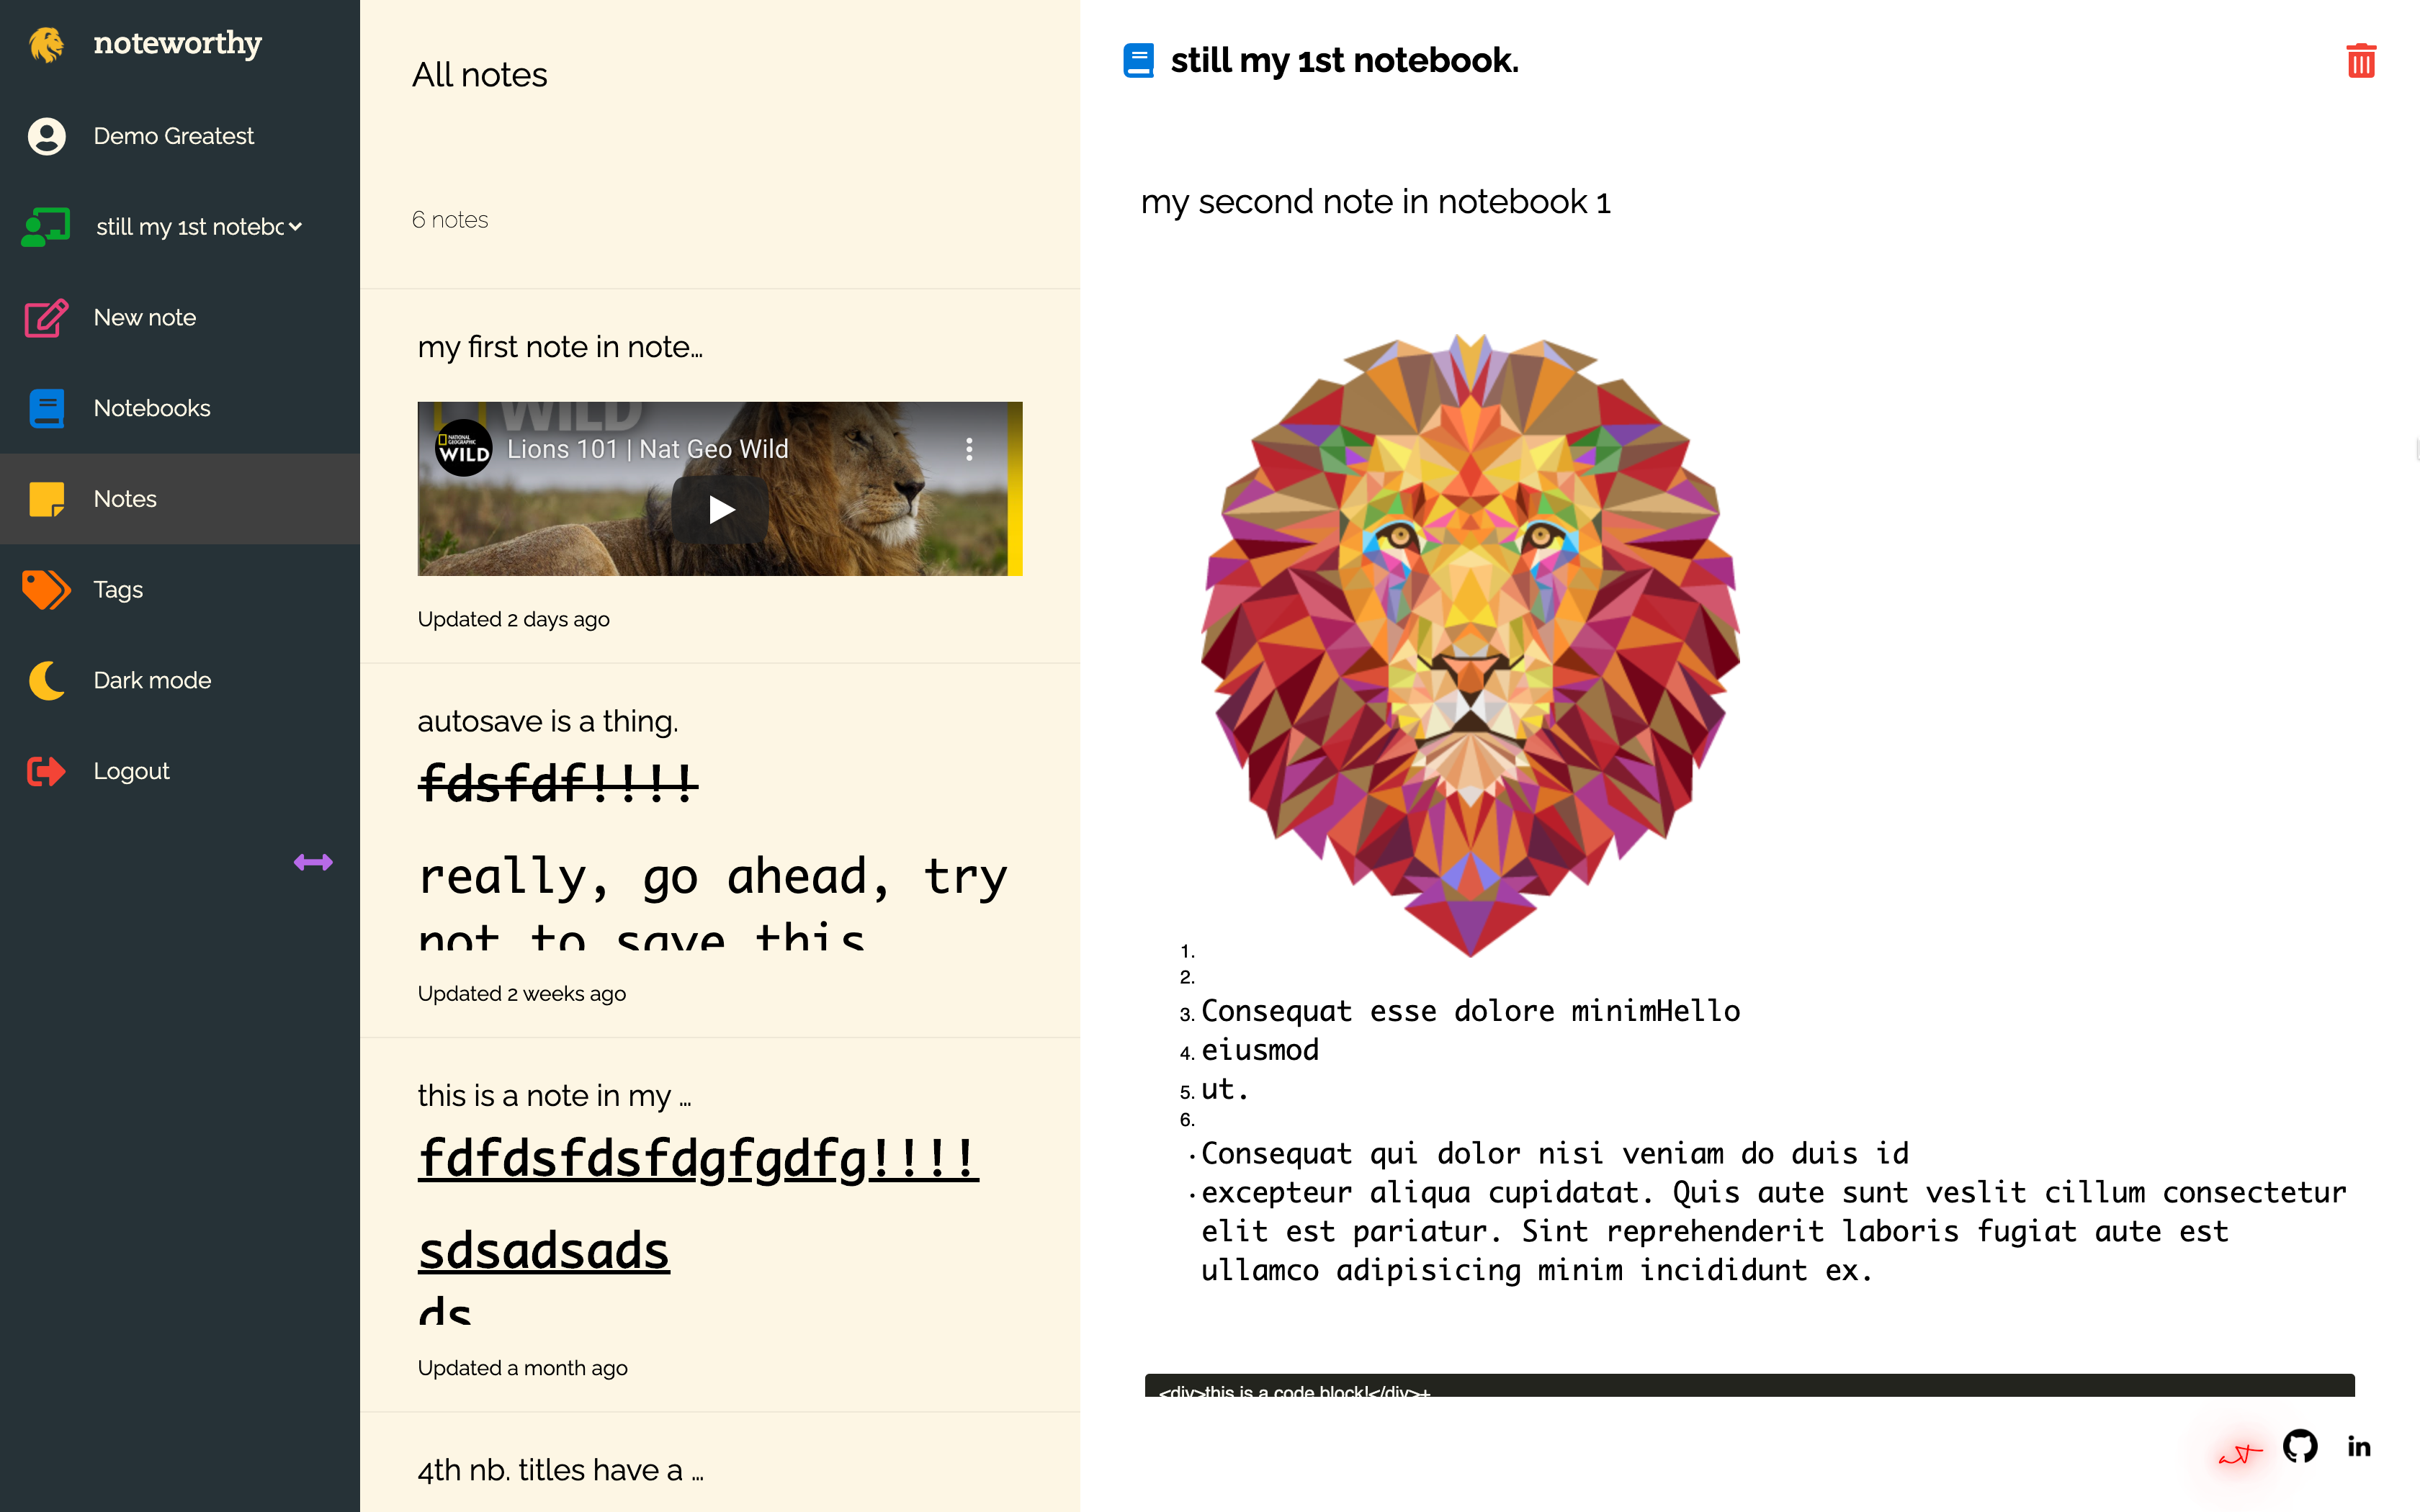 noteworthy
Demo Greatest
still my 1st notebo
New note
Notebooks
Notes
Tags
Dark mode
Logout
All notes
6 notes
my first note in note...
WILD
NATIONAL GEOGRAPHIC
WILD
Lions 101 | Nat Geo Wild
Updated 2 days ago
autosave is a thing.
fdsfdf!!!!
really, go ahead, try
not to save this
Updated 2 weeks ago
this is a note in my ...
fdfdsfdsfdgfgdfg!!!!
sdsadsads
ds
Updated a month ago
4th nb. titles have a ...
still my 1st notebook.
my second note in notebook 1
1.
2.
3. Consequat esse dolore minimHello
4. eiusmod
5. ut.
6.
• Consequat qui dolor nisi veniam do duis id
• excepteur aliqua cupidatat. Quis aute sunt veslit cillum consectetur
elit est pariatur. Sint reprehenderit laboris fugiat aute est
ullamco adipisicing minim incididunt ex.
<div>this is a code block!</div>+
in